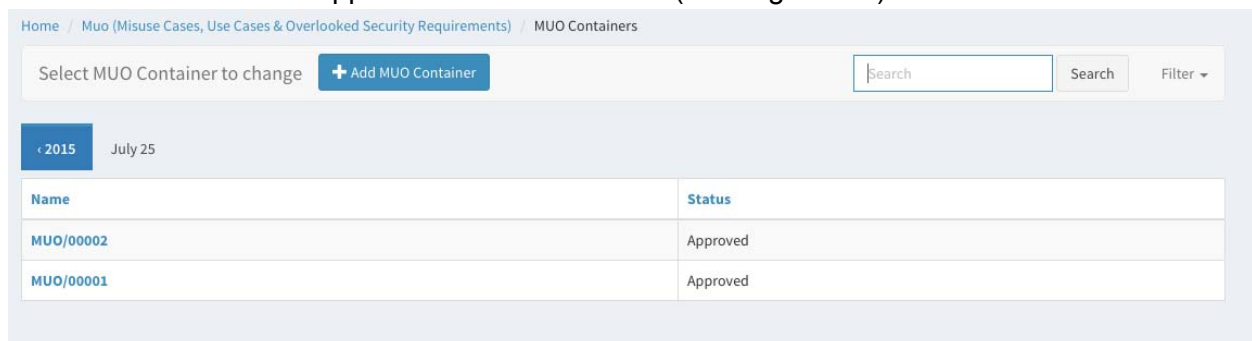 Home / Muo (Misuse Cases, Use Cases & Overlooked Security Requirements) / MUO Containers
Select MUO Container to change + Add MUO Container Search Search Filter
‹ 2015 July 25
Name Status
MUO/00002 Approved
MUO/00001 Approved